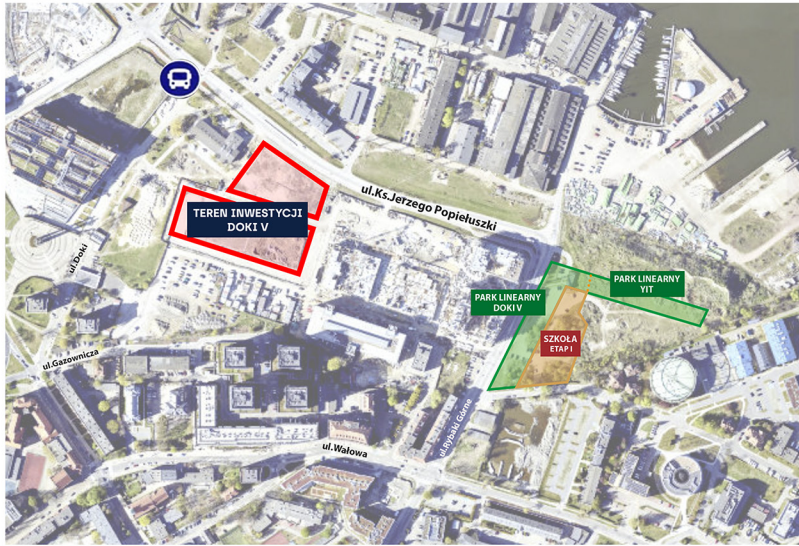 ul.Ks.Jerzego Popiełuszki
TEREN INWESTYCJI
DOKI V
ul.Doki
PARK LINEARNY
YIT
PARK LINEARNY
DOKI V
SZKOŁA
ETAP I
ul.Gazownicza
ul.Rybaki Górne
ul.Wałowa